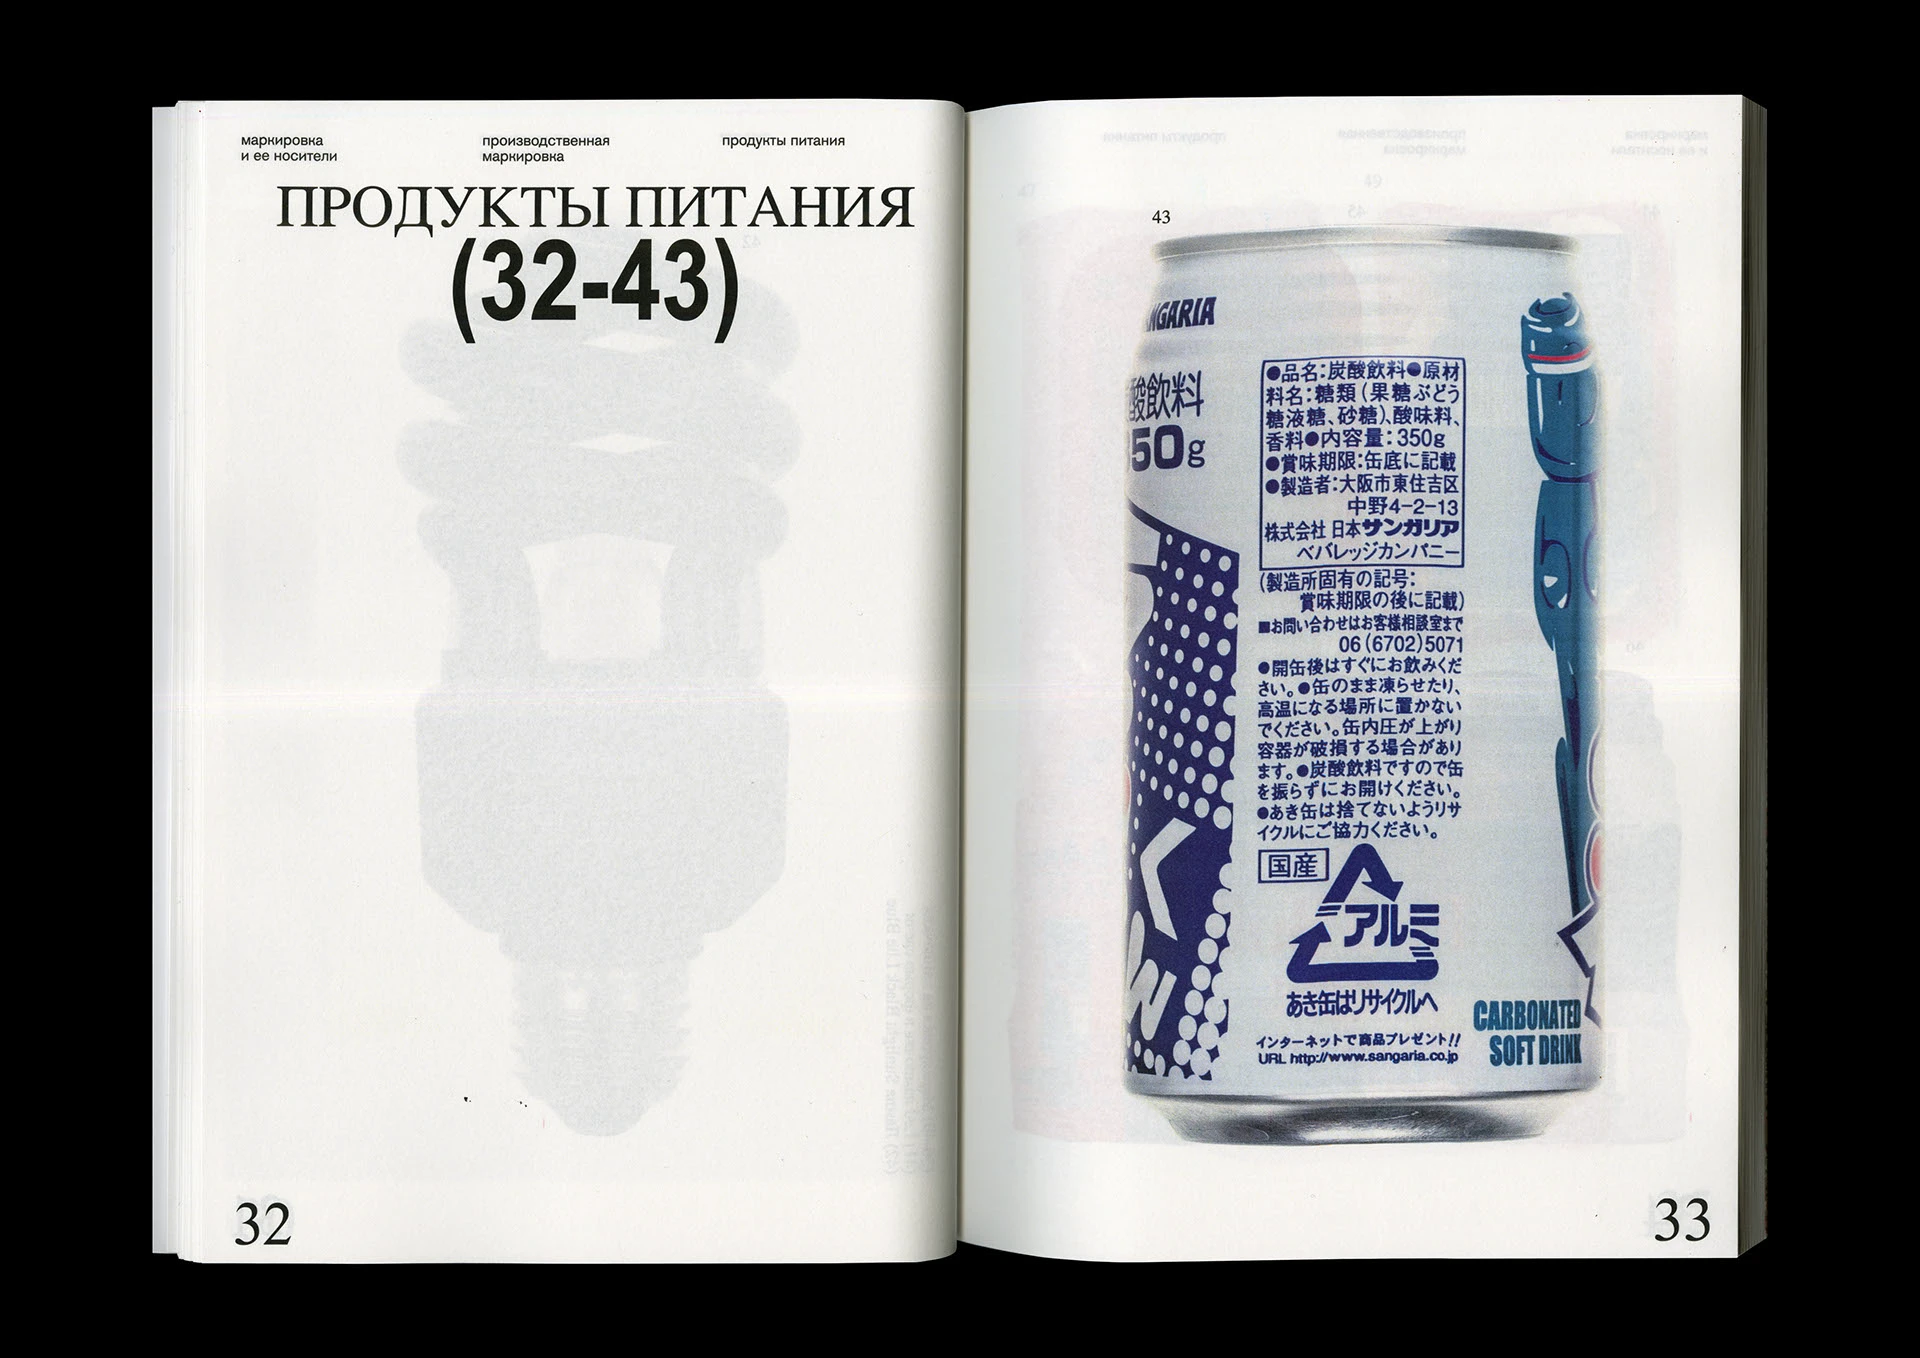 маркировка
и ее носители
производственная
маркировка
продукты питания
ПРОДУКТЫ ПИТАНИЯ
(32-43)
32
43
NGARIA
酸飲料
350g
●品名:炭酸飲料●原材
料名:糖類(果糖ぶどう
糖液糖、砂糖)、酸味料、
香料●内容量:350g
●賞味期限:缶底に記載
●製造者:大阪市東住吉区
中野4-2-13
株式会社 日本サンガリア
ベバレッジカンパニー
(製造所固有の記号:
賞味期限の後に記載)
■お問い合わせはお客様相談室まで
06(6702)5071
●開缶後はすぐにお飲みくだ
さい。●缶のまま凍らせたり、
高温になる場所に置かない
でください。缶内圧が上がり
容器が破損する場合があり
ます。●炭酸飲料ですので缶
を振らずにお開けください。
●あき缶は捨てないようリサ
イクルにご協力ください。
国産
アルミ
あき缶はリサイクルへ
インターネットで商品プレゼント!!
URL http://www.sangaria.co.jp
CARBONATED
SOFT DRINK
33